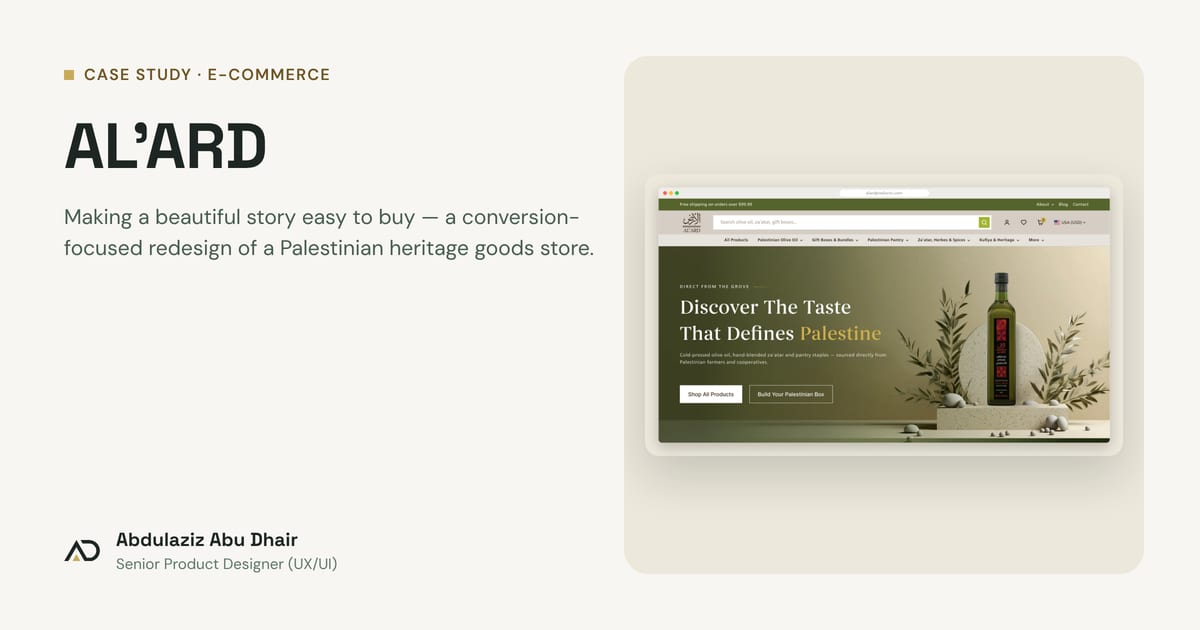 CASE STUDY · E-COMMERCE
AL’ARD
Making a beautiful story easy to buy — a conversion-
focused redesign of a Palestinian heritage goods store.
Abdulaziz Abu Dhair
Senior Product Designer (UX/UI)
Free shipping on orders over $99.99
About
Blog
Contact
الأرض
AL'ARD
Search olive oil, za'atar, gift boxes...
USA (USD)
All Products
Palestinian Olive Oil
Gift Boxes & Bundles
Palestinian Pantry
Za'atar, Herbs & Spices
Kufiya & Heritage
More
DIRECT FROM THE GROVE
Discover The Taste
That Defines Palestine
Cold-pressed olive oil, hand-blended za'atar and pantry staples — sourced directly from
Palestinian farmers and cooperatives.
Shop All Products
Build Your Palestinian Box